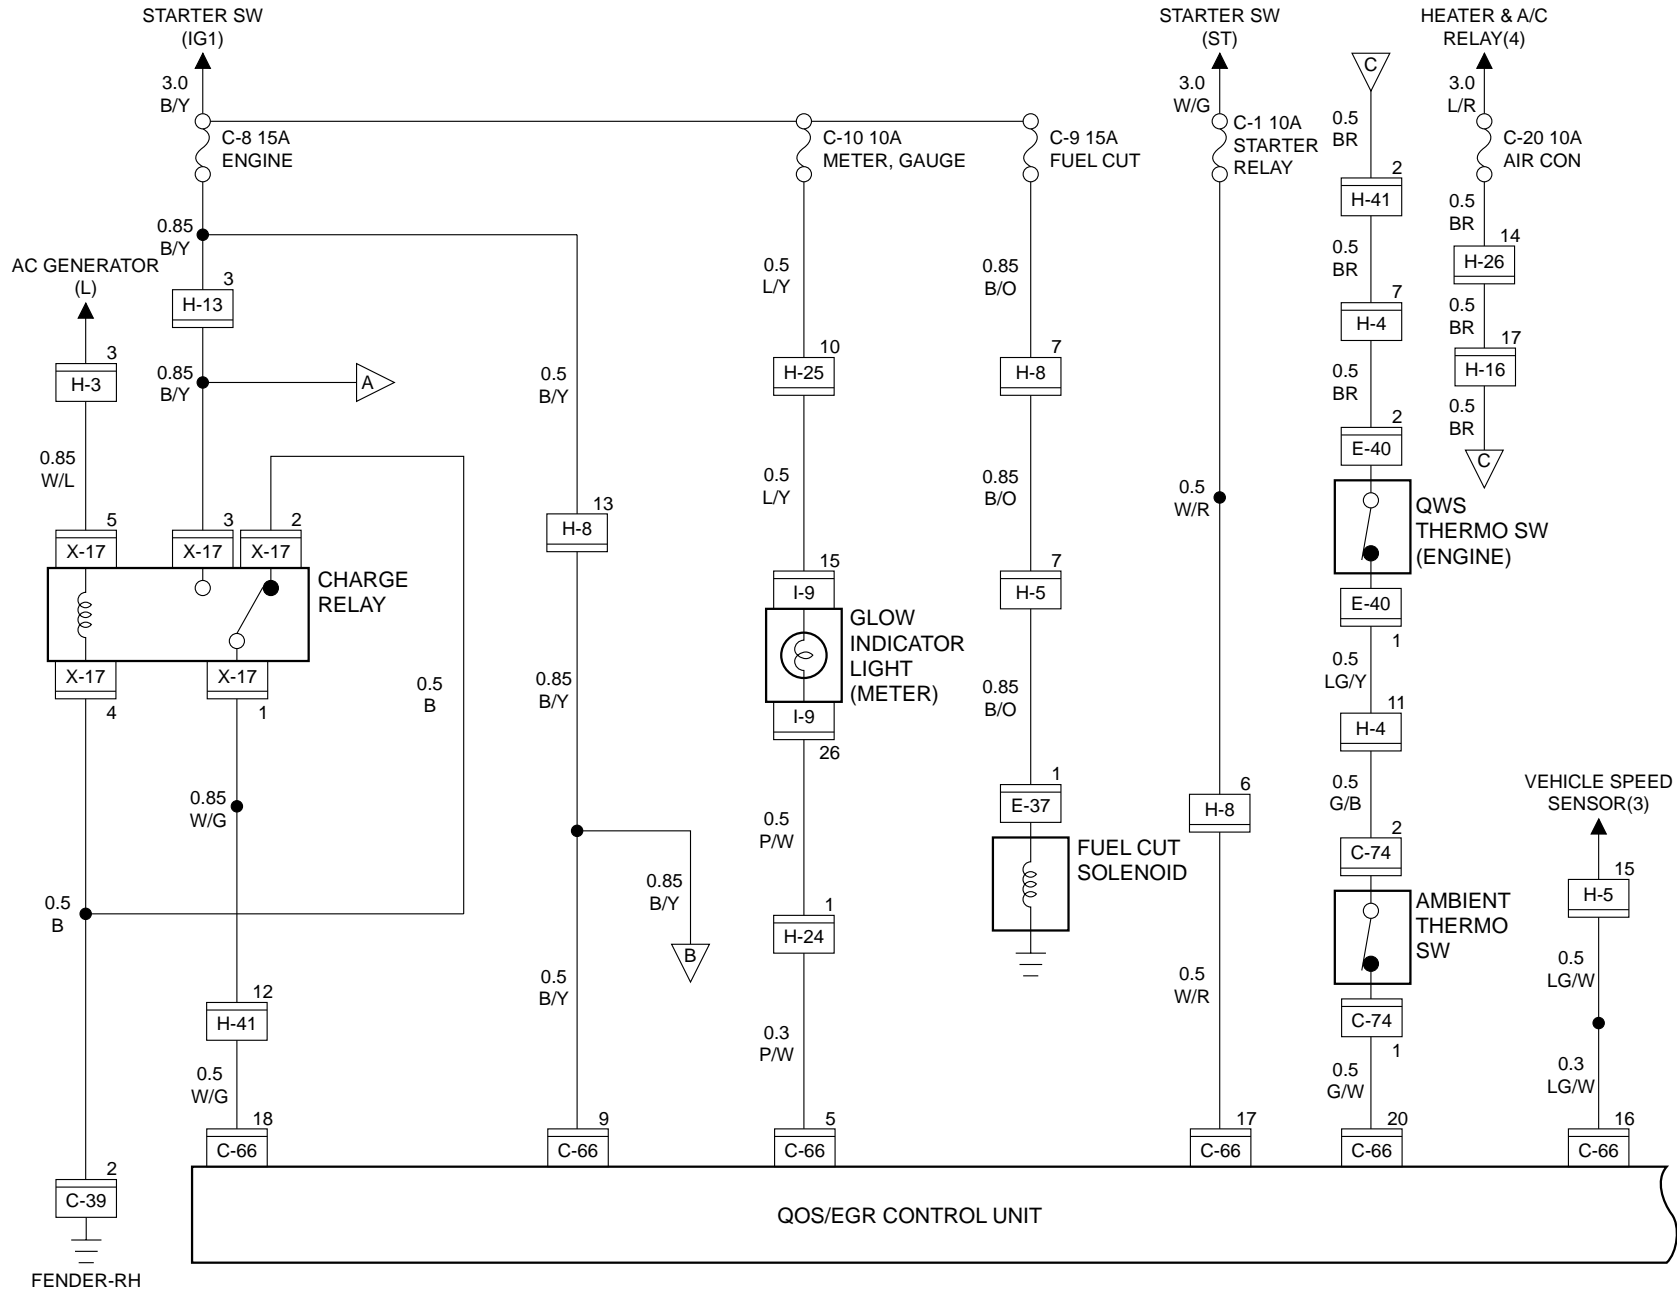 STARTER SW
(IG1)
STARTER SW
(ST)
HEATER & A/C
RELAY(4)
3.0
B/Y
3.0
W/G
C
3.0
L/R
C-8 15A
ENGINE
C-10 10A
METER, GAUGE
C-9 15A
FUEL CUT
C-1 10A
STARTER
RELAY
0.5
BR
C-20 10A
AIR CON
2
H-41
0.5
BR
0.85
B/Y
14
H-26
AC GENERATOR
(L)
3
H-13
0.5
L/Y
0.85
B/O
0.5
BR
7
H-4
0.5
BR
17
H-16
3
H-3
0.85
B/Y
A
0.5
B/Y
10
H-25
7
H-8
0.5
BR
0.5
BR
2
E-40
C
0.85
W/L
0.5
L/Y
0.85
B/O
0.5
W/R
QWS
THERMO SW
(ENGINE)
5
X-17
3
X-17
2
X-17
13
H-8
CHARGE
RELAY
15
I-9
7
H-5
E-40
1
GLOW
INDICATOR
LIGHT
(METER)
X-17
4
X-17
1
0.5
B
0.85
B/Y
0.85
B/O
0.5
LG/Y
I-9
26
11
H-4
0.85
W/G
0.5
P/W
1
E-37
6
H-8
0.5
G/B
VEHICLE SPEED
SENSOR(3)
FUEL CUT
SOLENOID
2
C-74
0.5
B
0.85
B/Y
B
1
H-24
AMBIENT
THERMO
SW
15
H-5
12
H-41
0.5
B/Y
0.5
W/R
0.5
LG/W
C-74
1
0.3
P/W
0.5
W/G
0.5
G/W
0.3
LG/W
18
C-66
9
C-66
5
C-66
17
C-66
20
C-66
16
C-66
2
C-39
QOS/EGR CONTROL UNIT
FENDER-RH